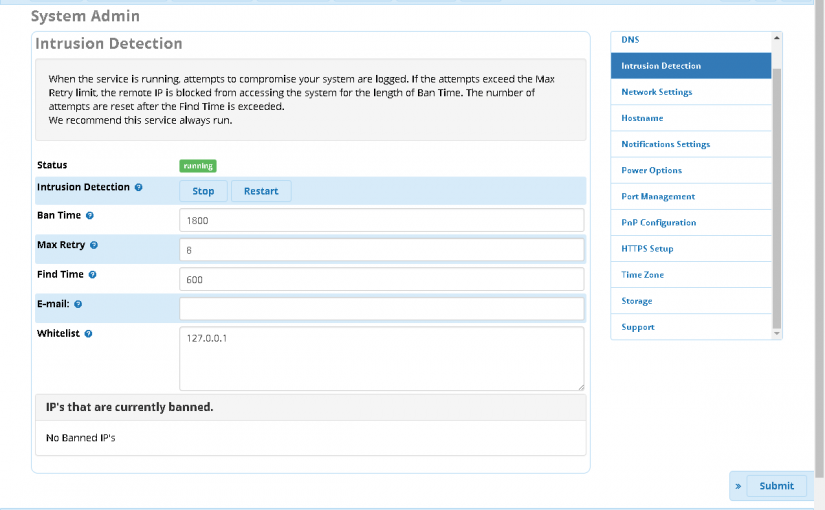 System Admin
Intrusion Detection
When the service is running, attempts to compromise your system are logged. If the attempts exceed the Max
Retry limit, the remote IP is blocked from accessing the system for the length of Ban Time. The number of
attempts are reset after the Find Time is exceeded.
We recommend this service always run.
Status
running
Intrusion Detection
Stop
Restart
Ban Time
1800
Max Retry
8
Find Time
600
E-mail:
Whitelist
127.0.0.1
IP's that are currently banned.
No Banned IP's
DNS
Intrusion Detection
Network Settings
Hostname
Notifications Settings
Power Options
Port Management
PnP Configuration
HTTPS Setup
Time Zone
Storage
Support
» Submit